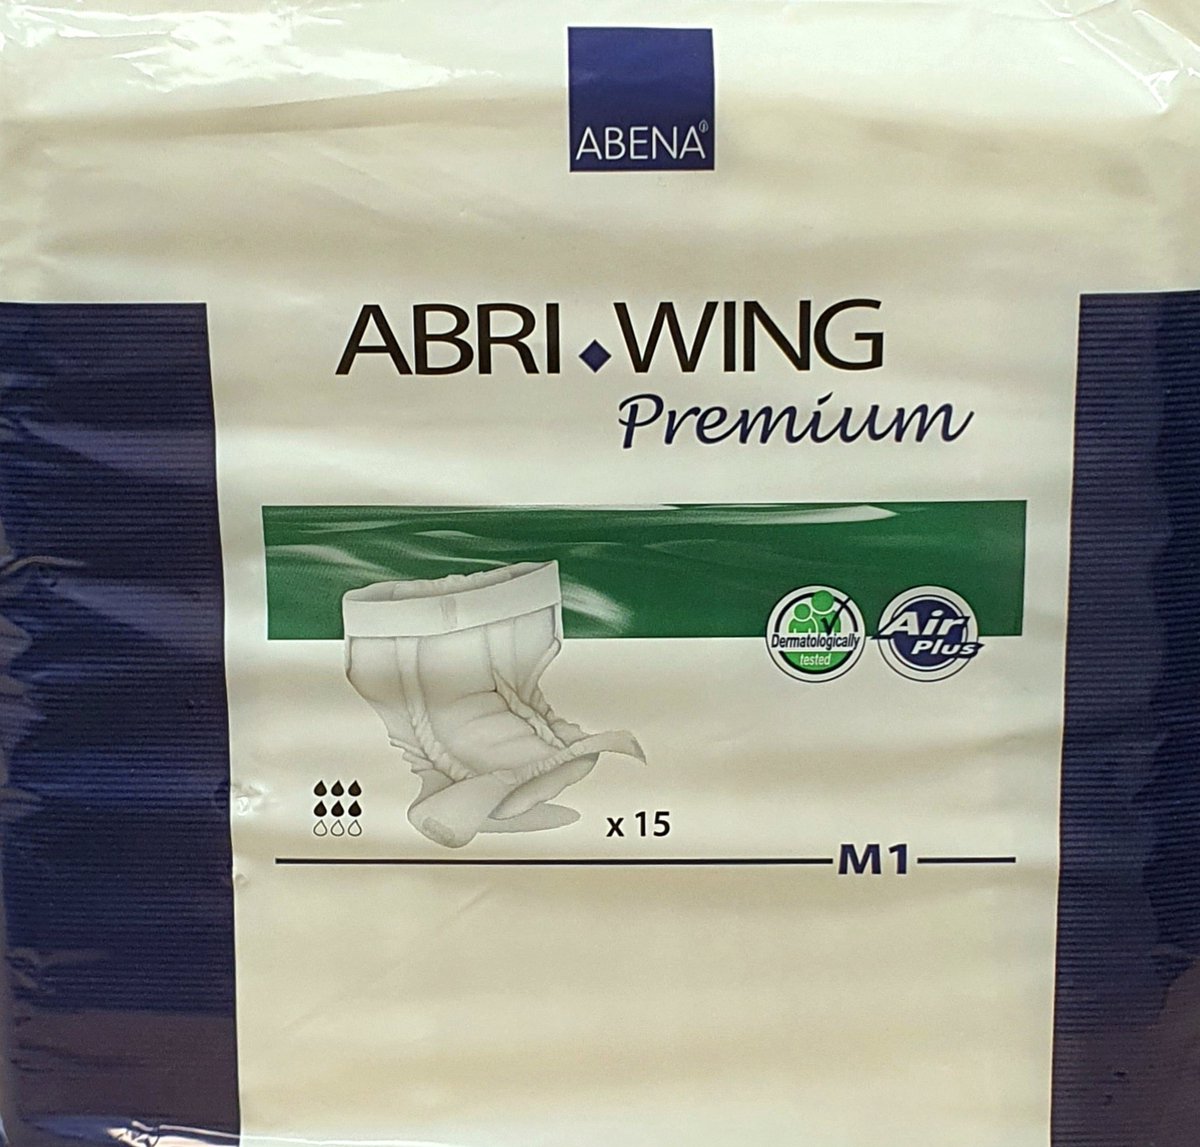 ABENA
ABRI WING
Premium
Dermatologically
tested
Air
Plus
x 15
M1